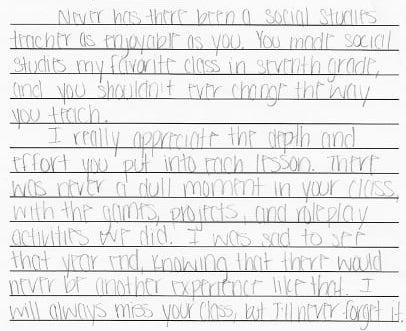 Never has there been a social studies
teacher as enjoyable as you. You made social
studies my favorite class in seventh grade,
and you shouldn't ever change the way
you teach.
I really appreciate the depth and
effort you put into each lesson. There
was never a dull moment in your class,
with the games, projects, and roleplay
activities we did. I was sad to see
that year end, knowing that there would
never be another experience like that. I
will always miss your class, but I'll never forget it.